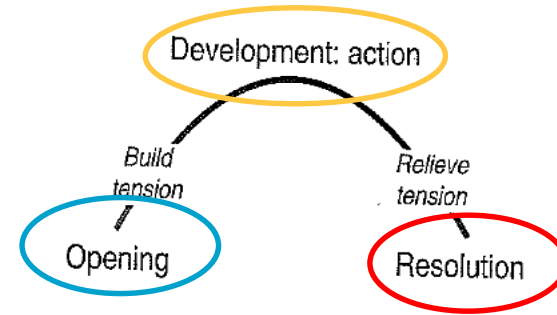 Development: action
Build
tension
Relieve
tension
Opening
Resolution